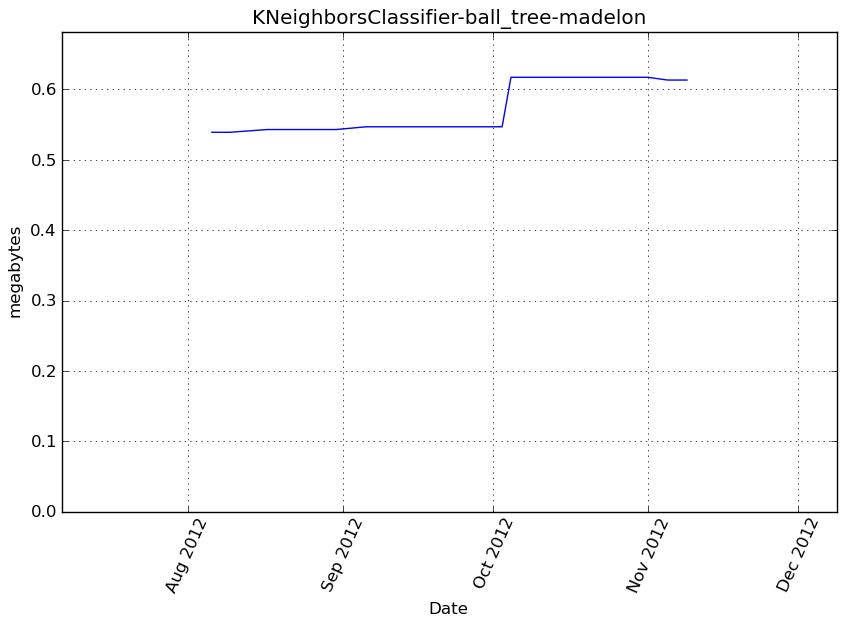 KNeighborsClassifier-ball_tree-madelon
megabytes
0.6
0.5
0.4
0.3
0.2
0.1
0.0
Aug 2012
Sep 2012
Oct 2012
Nov 2012
Dec 2012
Date